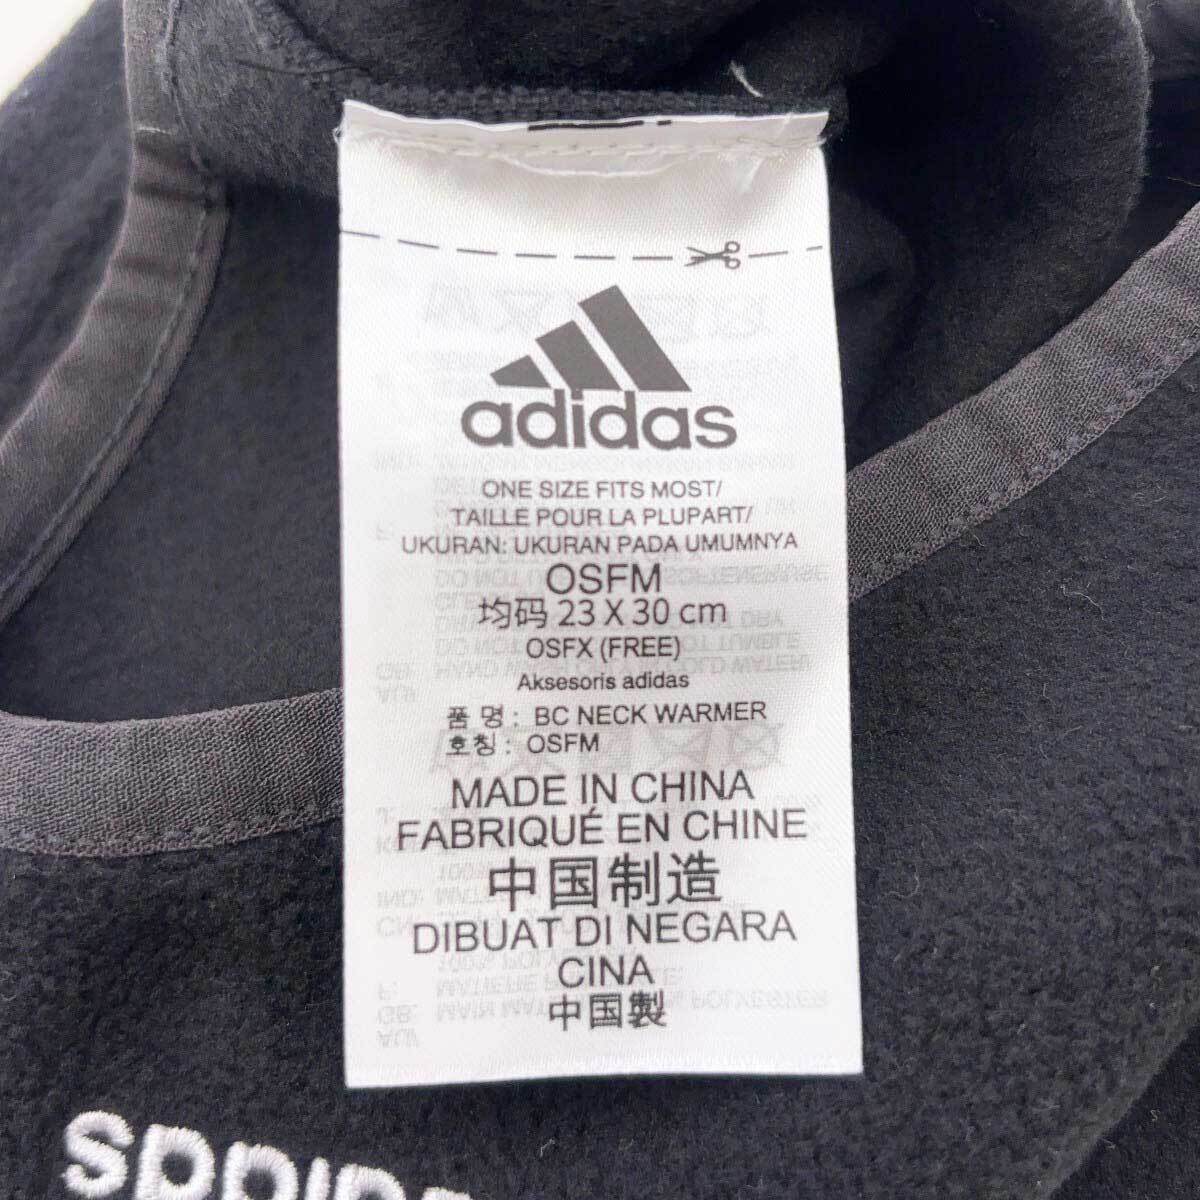 adidas
ONE SIZE FITS MOST/
TAILLE POUR LA PLUPART/
UKURAN: UKURAN PADA UMUMNYA
OSFM
均码 23 X 30 cm
OSFX (FREE)
Aksesoris adidas
품 명 : BC NECK WARMER
호칭 : OSFM
MADE IN CHINA
FABRIQUÉ EN CHINE
中国制造
DIBUAT DI NEGARA
CINA
中国製
adidas